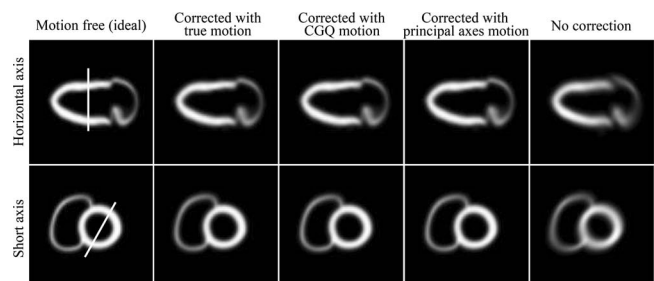 Motion free (ideal)
Corrected with
true motion
Corrected with
CGQ motion
Corrected with
principal axes motion
No correction
Horizontal axis
Short axis